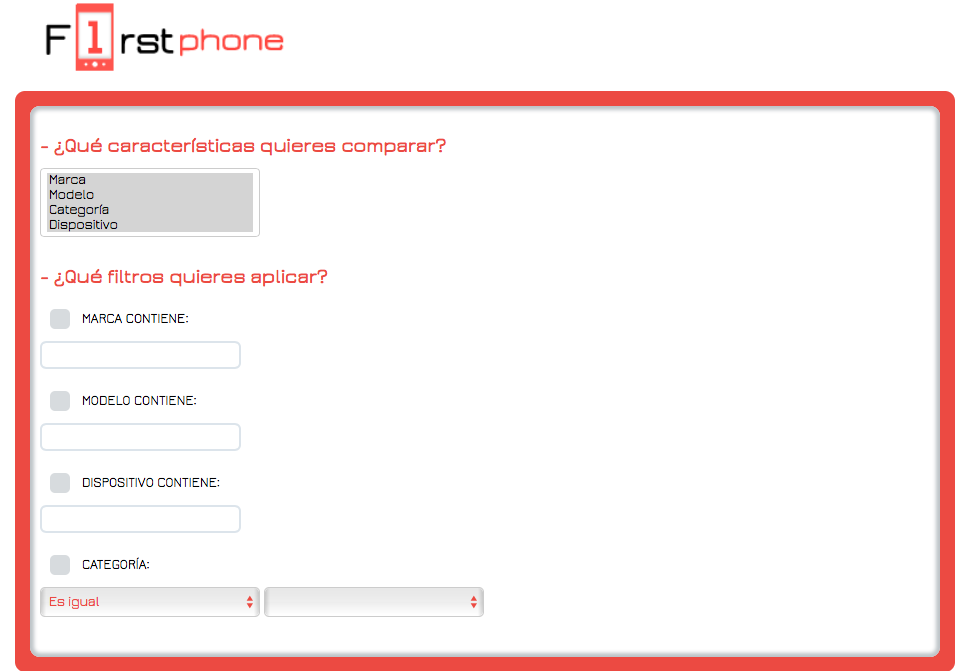 F1rstphone
- ¿Qué características quieres comparar?
Marca
Modelo
Categoría
Dispositivo
- ¿Qué filtros quieres aplicar?
MARCA CONTIENE:
MODELO CONTIENE:
DISPOSITIVO CONTIENE:
CATEGORÍA:
Es igual